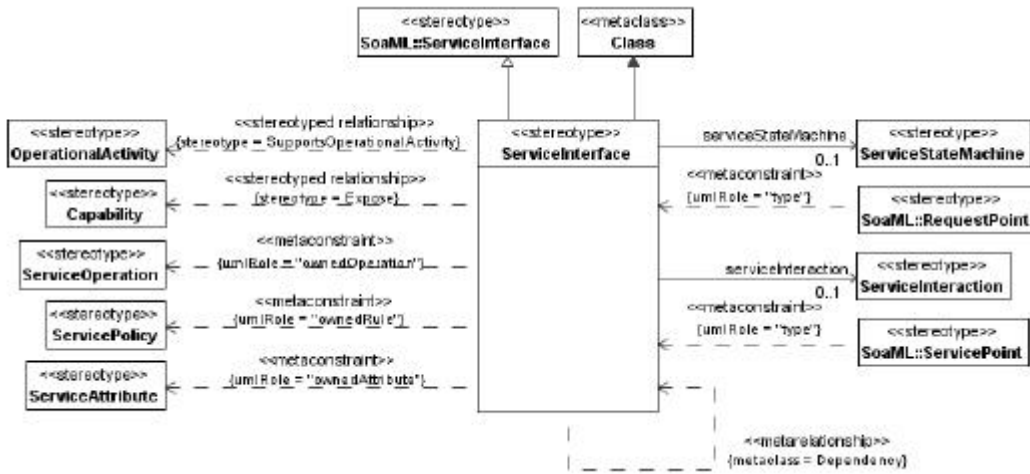 <<stereotype>>
SoaML::ServiceInterface
<<metaclass>>
Class
<<stereotype>>
OperationalActivity
<<stereotyped relationship>>
{stereotype = SupportsOperationalActivity}
<<stereotype>>
ServiceInterface
serviceStateMachine
0..1
<<stereotype>>
ServiceStateMachine
<<stereotype>>
Capability
<<stereotyped relationship>>
{stereotype = Expose}
<<metaconstraint>>
{umlRole = "type"}
<<stereotype>>
SoaML::RequestPoint
<<stereotype>>
ServiceOperation
<<metaconstraint>>
{umlRole = "ownedOperation"}
serviceInteraction
0..1
<<stereotype>>
ServiceInteraction
<<stereotype>>
ServicePolicy
<<metaconstraint>>
{umlRole = "ownedRule"}
<<metaconstraint>>
{umlRole = "type"}
<<stereotype>>
SoaML::ServicePoint
<<stereotype>>
ServiceAttribute
<<metaconstraint>>
{umlRole = "ownedAttribute"}
<<metarelationship>>
{metaclass = Dependency}